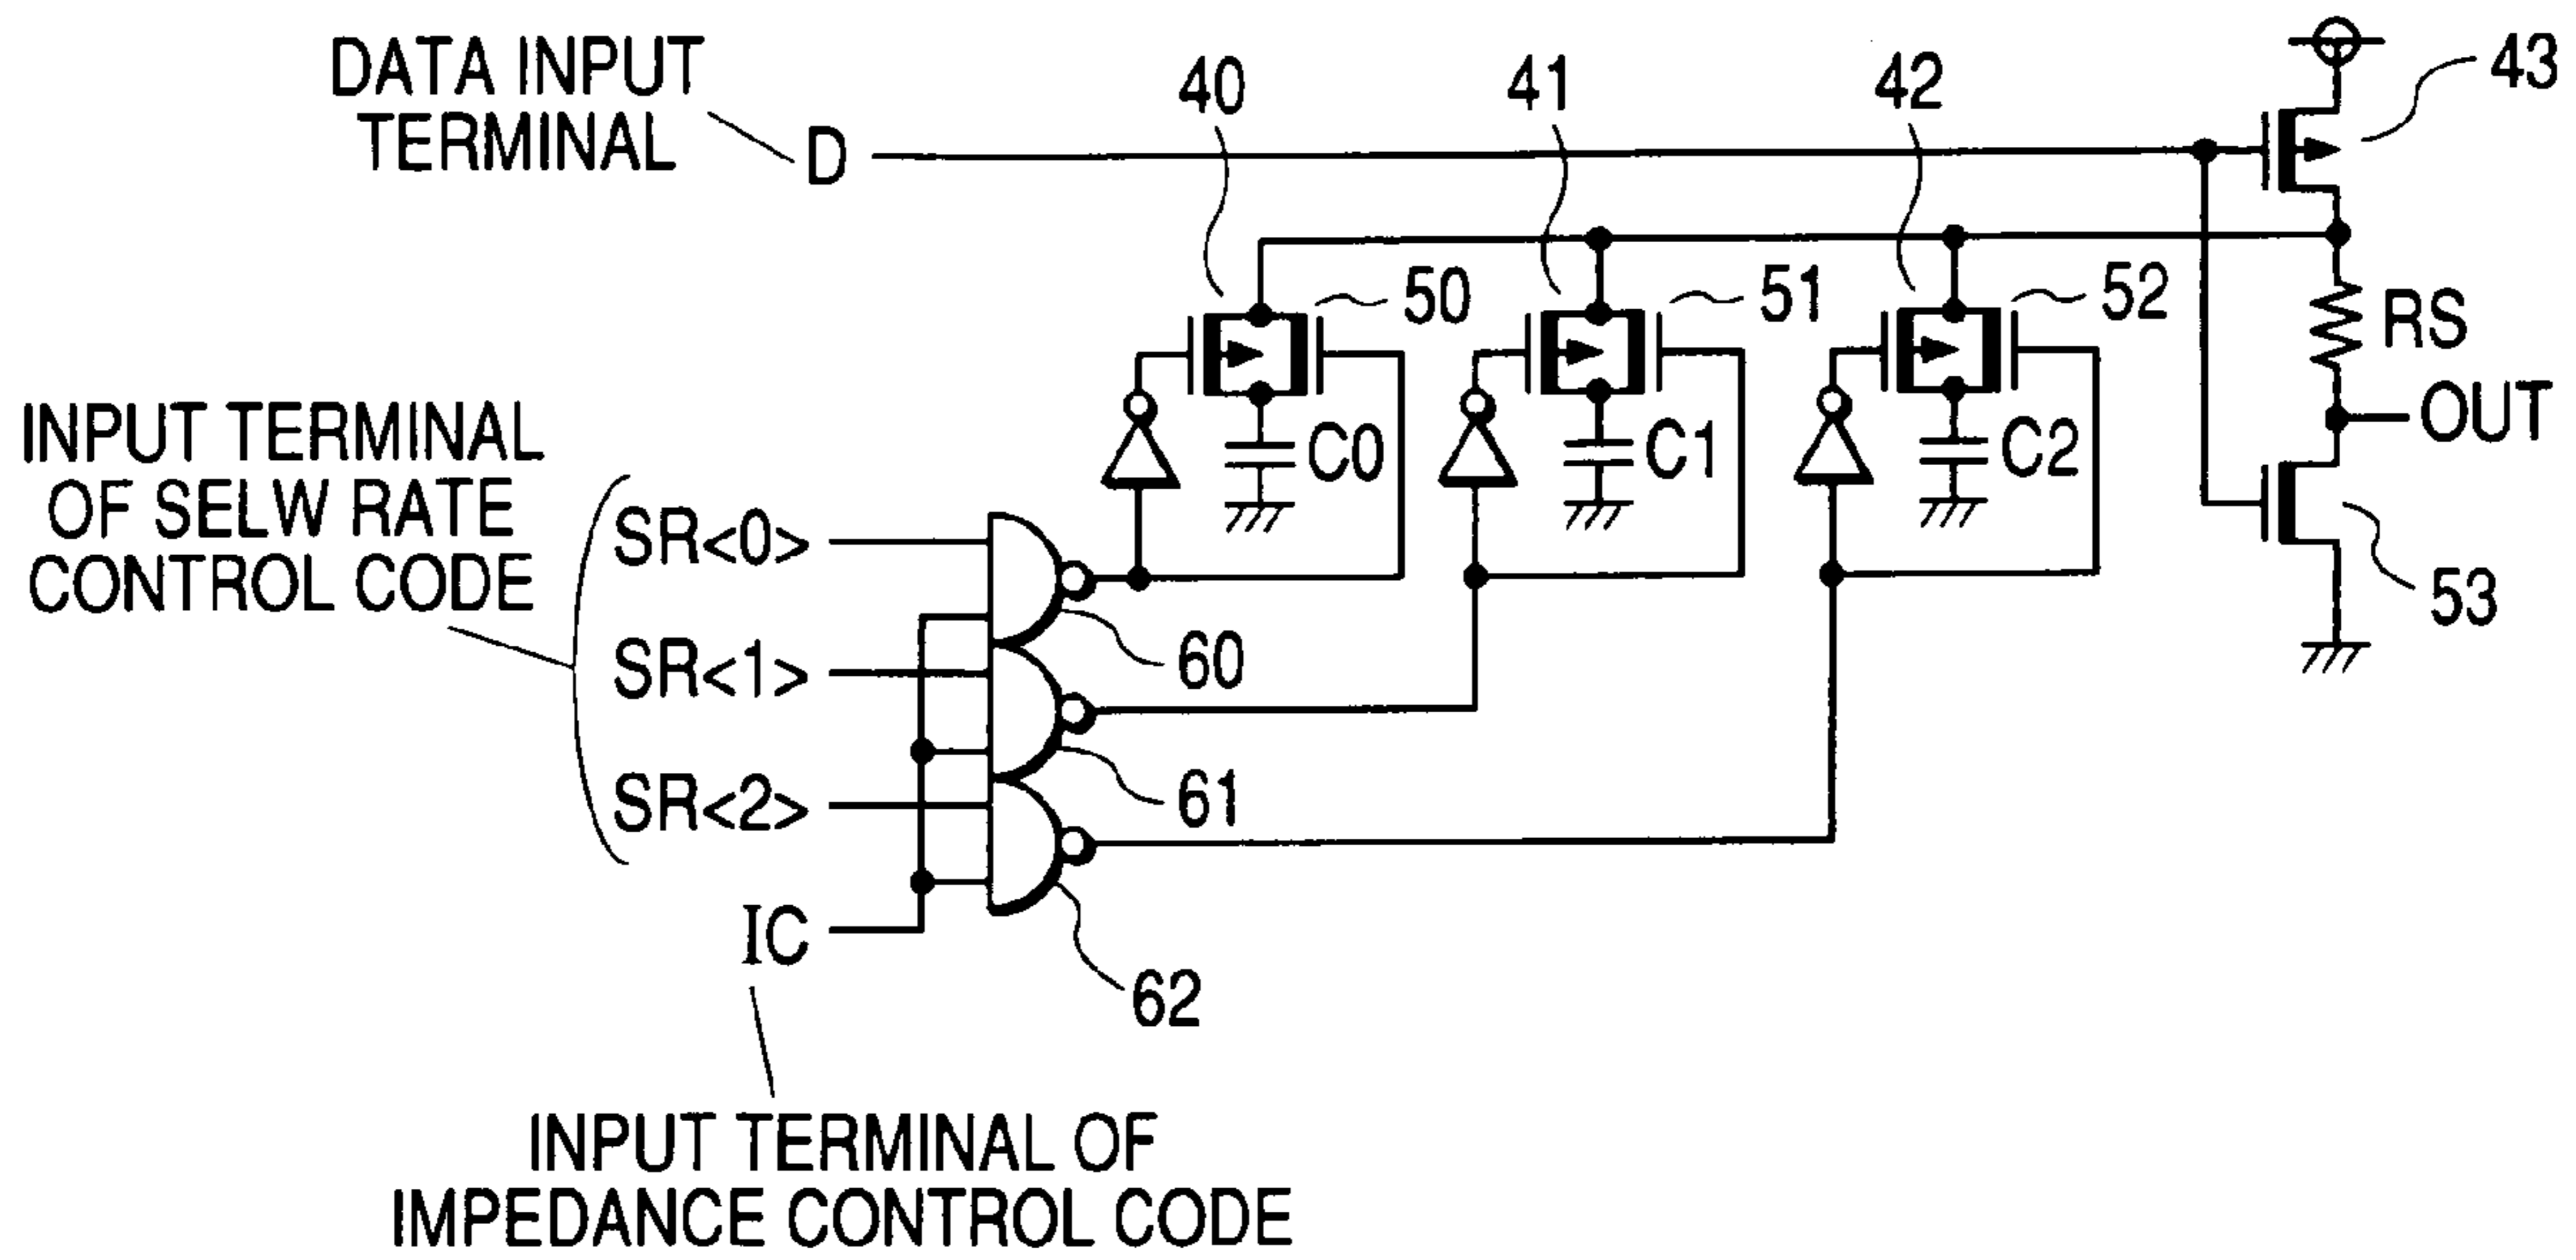 DATA INPUT
TERMINAL
D
40
41
42
43
50
51
52
RS
OUT
C0
C1
C2
53
INPUT TERMINAL
OF SELW RATE
CONTROL CODE
SR<0>
SR<1>
SR<2>
IC
60
61
62
INPUT TERMINAL OF
IMPEDANCE CONTROL CODE